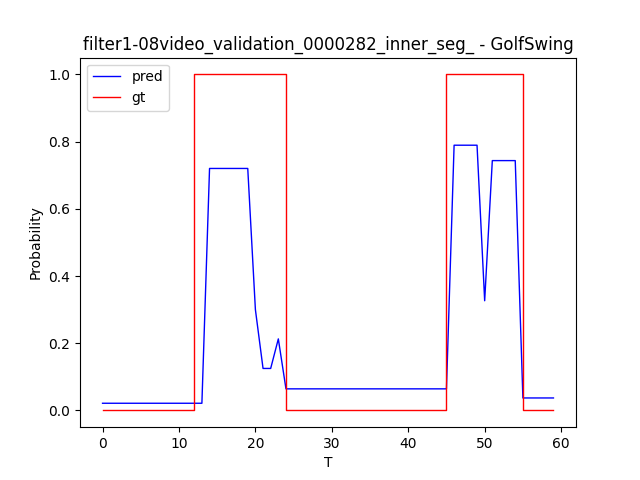 filter1-08video_validation_0000282_inner_seg_ - GolfSwing
pred
gt
1.0
0.8
0.6
0.4
0.2
0.0
Probability
0 10 20 30 40 50 60
T